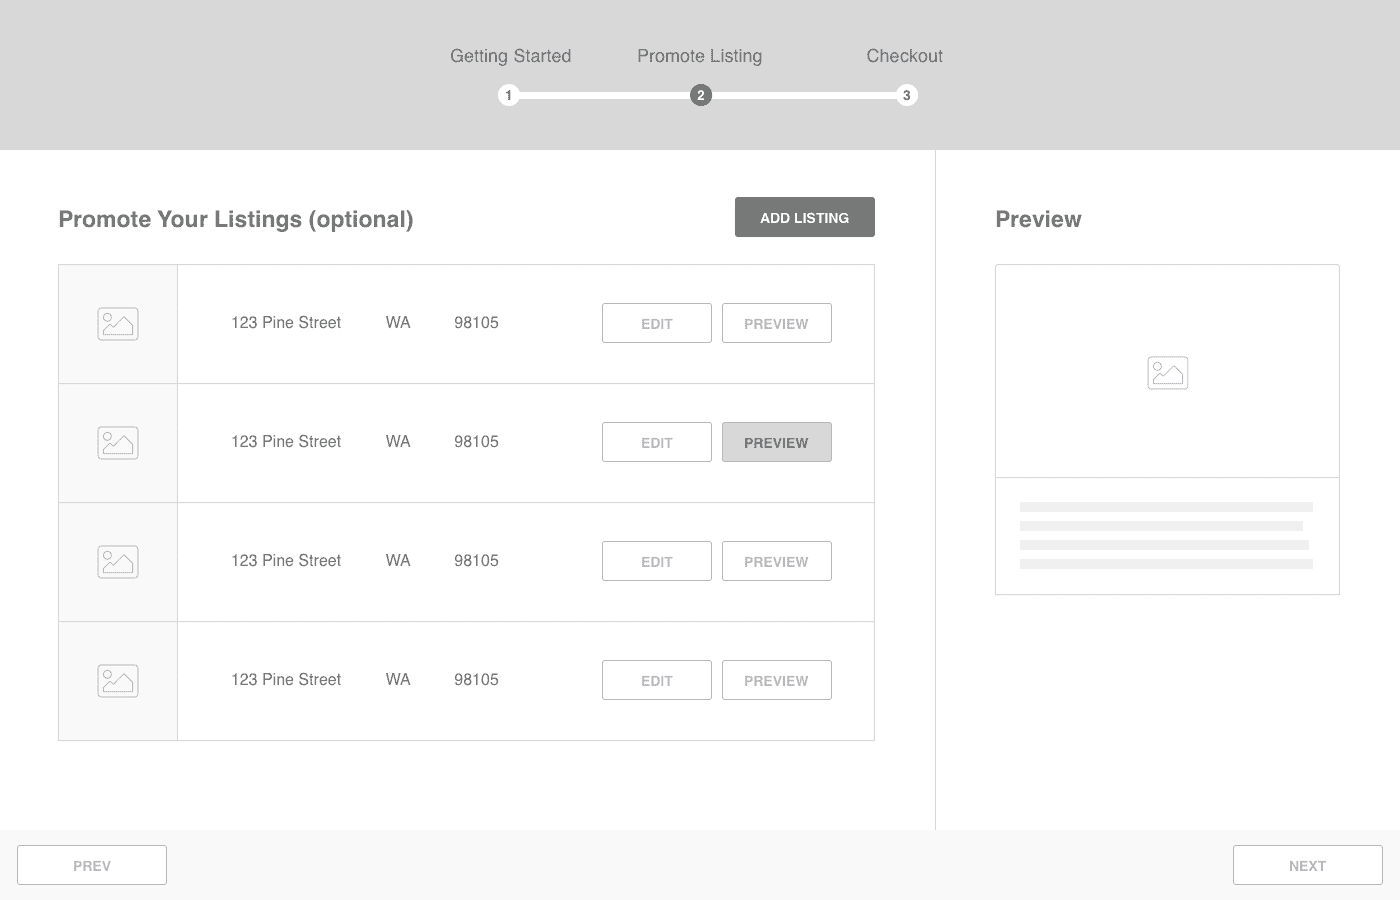 Getting Started Promote Listing Checkout
1 2 3
Promote Your Listings (optional) ADD LISTING
Preview
123 Pine Street WA 98105 EDIT PREVIEW
123 Pine Street WA 98105 EDIT PREVIEW
123 Pine Street WA 98105 EDIT PREVIEW
123 Pine Street WA 98105 EDIT PREVIEW
PREV NEXT